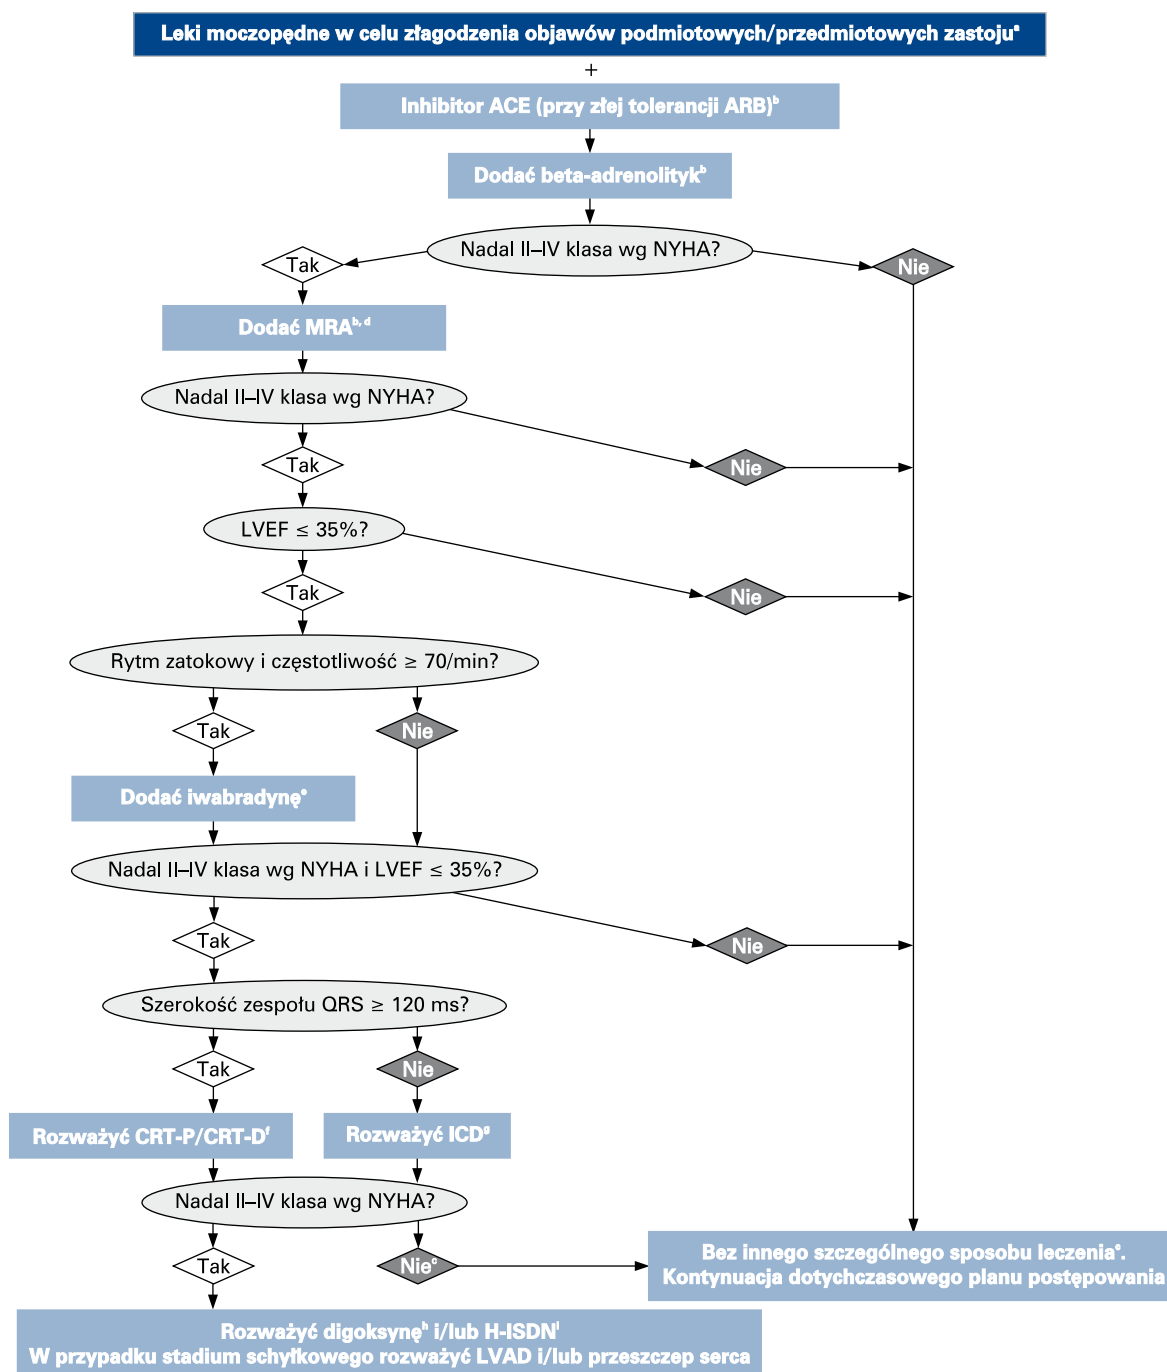 Leki moczopędne w celu złagodzenia objawów podmiotowych/przedmiotowych zastojuᵃ
+
Inhibitor ACE (przy złej tolerancji ARB)ᵇ
Dodać beta-adrenolitykᵇ
Nadal II–IV klasa wg NYHA?
Tak
Nie
Dodać MRAᵇ, ᵈ
Nadal II–IV klasa wg NYHA?
Tak
Nie
LVEF ≤ 35%?
Tak
Nie
Rytm zatokowy i częstotliwość ≥ 70/min?
Tak
Nie
Dodać iwabradynęᵉ
Nadal II–IV klasa wg NYHA i LVEF ≤ 35%?
Tak
Nie
Szerokość zespołu QRS ≥ 120 ms?
Tak
Nie
Rozważyć CRT-P/CRT-Dᶠ
Rozważyć ICDᵍ
Nadal II–IV klasa wg NYHA?
Tak
Nieᶜ
Bez innego szczególnego sposobu leczeniaᶜ.
Kontynuacja dotychczasowego planu postępowania
Rozważyć digoksynęʰ i/lub H-ISDNⁱ
W przypadku stadium schyłkowego rozważyć LVAD i/lub przeszczep serca